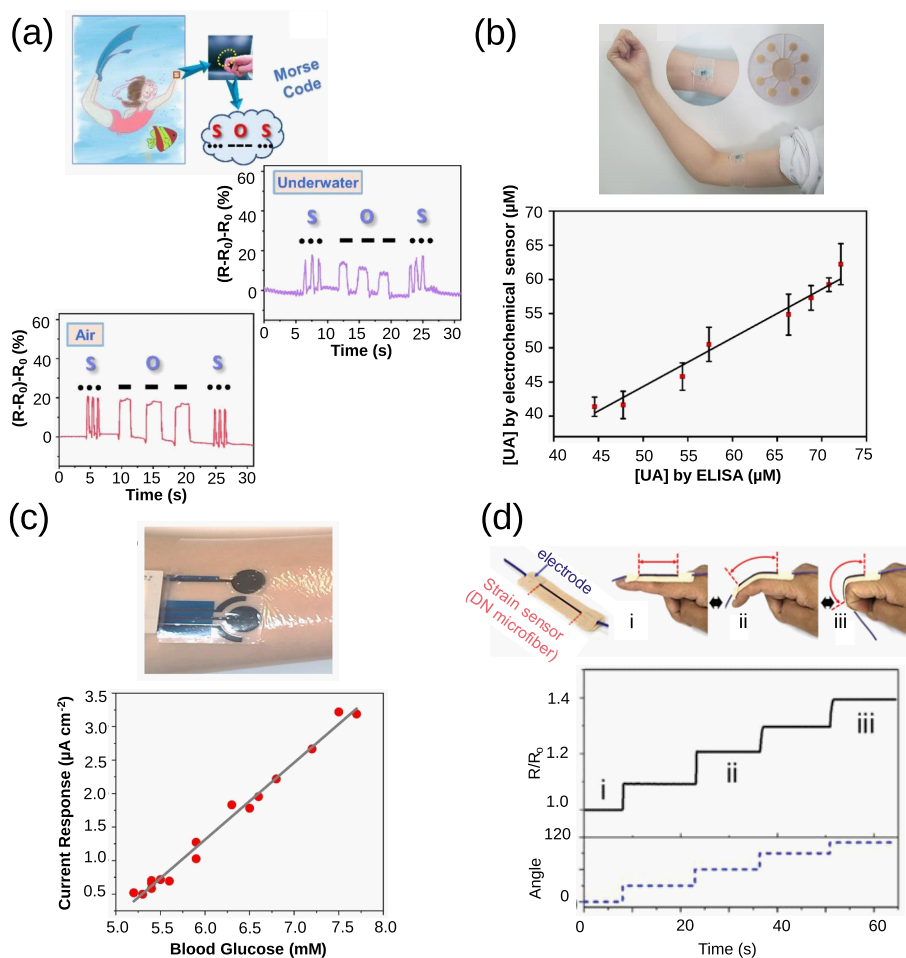 (a)
Morse
Code
S O S
Underwater
S O S
(R-R0)-R0 (%)
60
40
20
0
0 5 10 15 20 25 30
Time (s)
Air
S O S
(R-R0)-R0 (%)
60
40
20
0
0 5 10 15 20 25 30
Time (s)
(b)
[UA] by electrochemical sensor (µM)
70
65
60
55
50
45
40
40 45 50 55 60 65 70 75
[UA] by ELISA (µM)
(c)
Current Response (µA cm-2)
3.5
3.0
2.5
2.0
1.5
1.0
0.5
5.0 5.5 6.0 6.5 7.0 7.5 8.0
Blood Glucose (mM)
(d)
electrode
Strain sensor
(DN microfiber)
i ii iii
R/R0
1.4
1.2
1.0
i ii iii
Angle
120
0
0 20 40 60
Time (s)